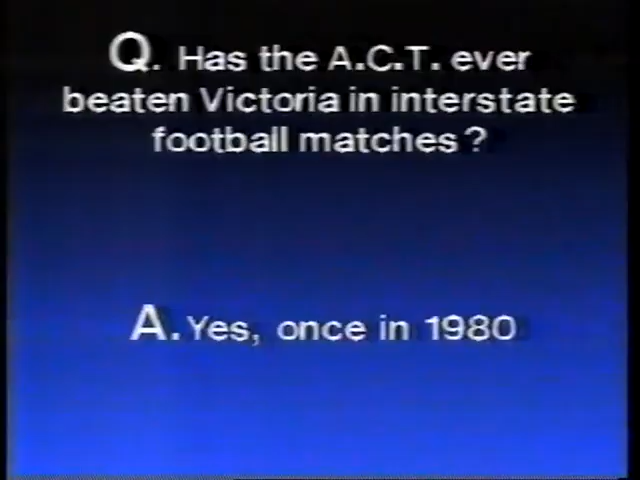 Q. Has the A.C.T. ever
beaten Victoria in interstate
football matches?
A. Yes, once in 1980